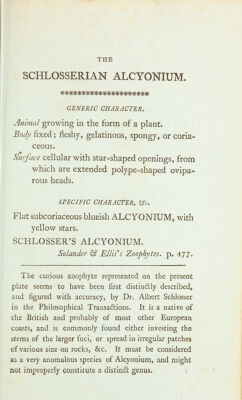 THE
SCHLOSSERIAN ALCYONIUM.
GENERIC CHARACTER.
Animal growing in the form of a plant.
Body fixed; fleshy, gelatinous, spongy, or coria-
ceous.
Surface cellular with star-shaped openings, from
which are extended polype-shaped ovipa-
rous heads.
SPECIFIC CHARACTER, &c.
Flat subcoriaceous blueish ALCYONIUM, with
yellow stars.
SCHLOSSER'S ALCYONIUM.
Solander & Ellis's Zoophytes. p. 177.
The curious zoophyte represented on the present
plate seems to have been first distinctly described,
and figured with accuracy, by Dr. Albert Schlosser
in the Philosophical Transactions. It is a native of
the British and probably of most other European
coasts, and is commonly found either investing the
stems of the larger fuci, or spread in irregular patches
of various size on rocks, &c. It must be considered
as a very anomalous species of Alcyonium, and might
not improperly constitute a distinct genus.